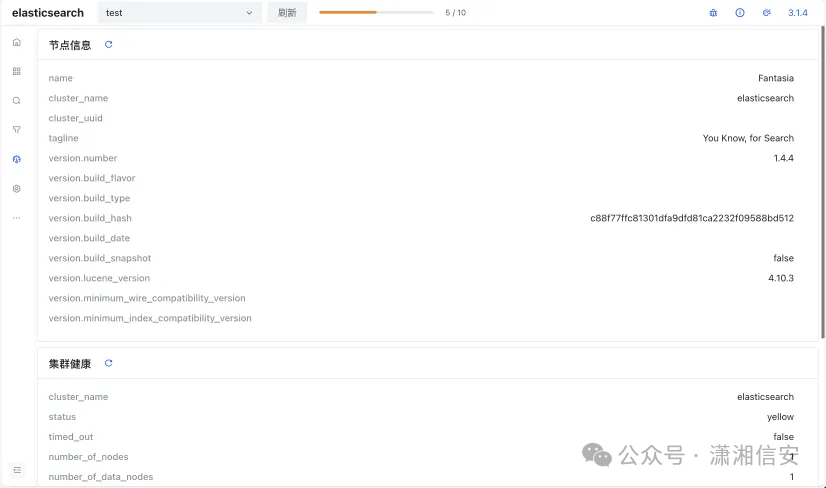 elasticsearch test 刷新 5 / 10 3.1.4
节点信息
name Fantasia
cluster_name elasticsearch
cluster_uuid
tagline You Know, for Search
version.number 1.4.4
version.build_flavor
version.build_type
version.build_hash c88f77ffc81301dfa9dfd81ca2232f09588bd512
version.build_date
version.build_snapshot false
version.lucene_version 4.10.3
version.minimum_wire_compatibility_version
version.minimum_index_compatibility_version
集群健康
cluster_name elasticsearch
status yellow
timed_out false
number_of_nodes 1
number_of_data_nodes 1
公众号 · 潇湘信安